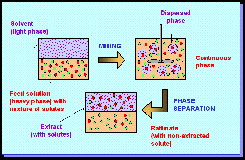 Solvent
(light phase)
Dispersed
phase
MIXING
Continuous
phase
Feed solution
(heavy phase) with
mixture of solutes
PHASE
SEPARATION
Extract
(with solutes)
Raffinate
(with non-extracted
solute)